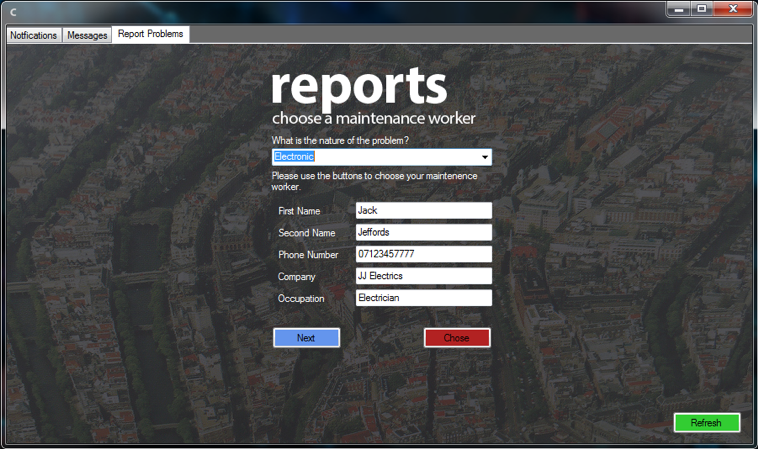 C
Notfications Messages Report Problems
reports
choose a maintenance worker
What is the nature of the problem?
Electronic
Please use the buttons to choose your maintenence
worker.
First Name Jack
Second Name Jeffords
Phone Number 07123457777
Company JJ Electrics
Occupation Electrician
Next Chose
Refresh